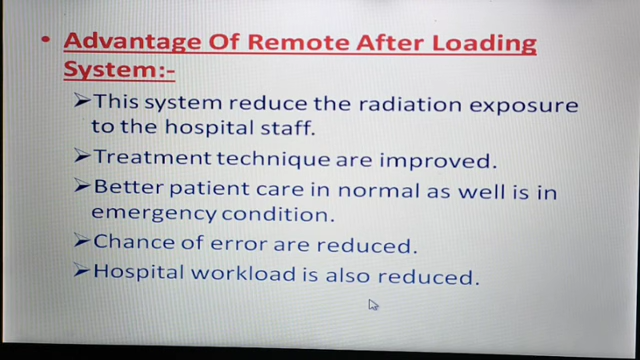 • Advantage Of Remote After Loading
System:-
➢This system reduce the radiation exposure
to the hospital staff.
➢Treatment technique are improved.
➢Better patient care in normal as well is in
emergency condition.
➢Chance of error are reduced.
➢Hospital workload is also reduced.